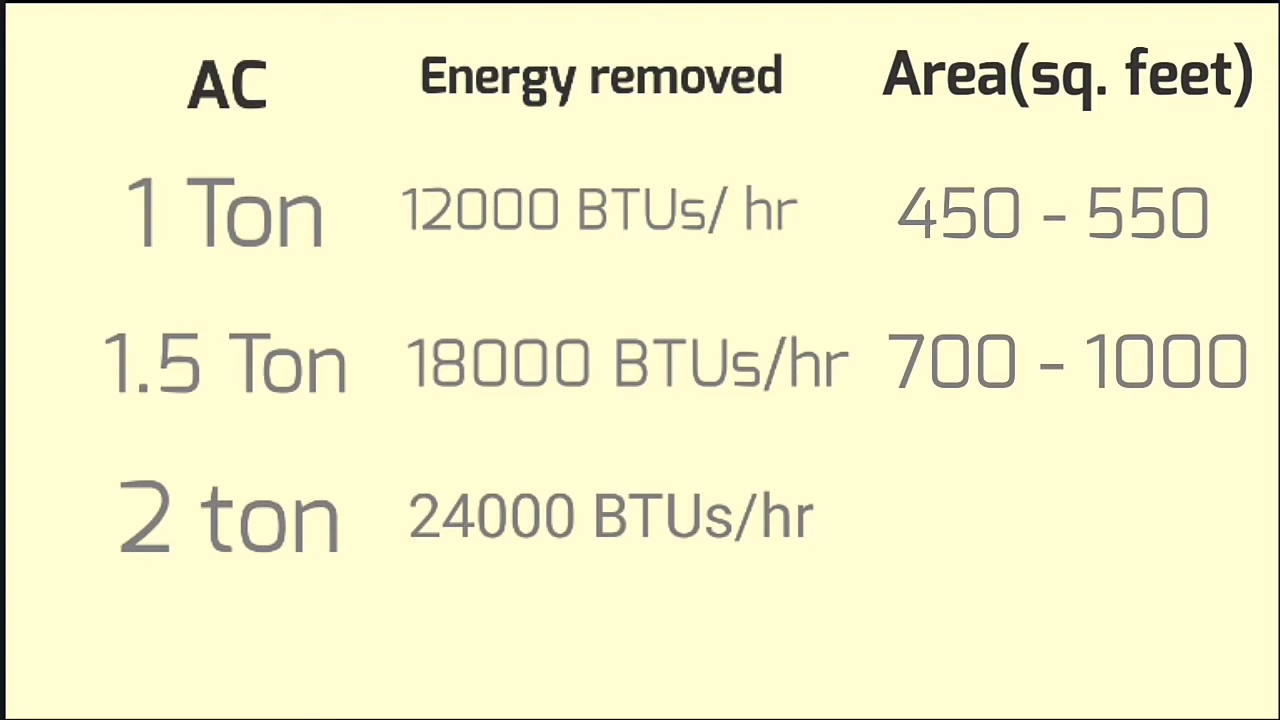 AC Energy removed Area(sq. feet)
1 Ton 12000 BTUs/ hr 450 - 550
1.5 Ton 18000 BTUs/hr 700 - 1000
2 ton 24000 BTUs/hr